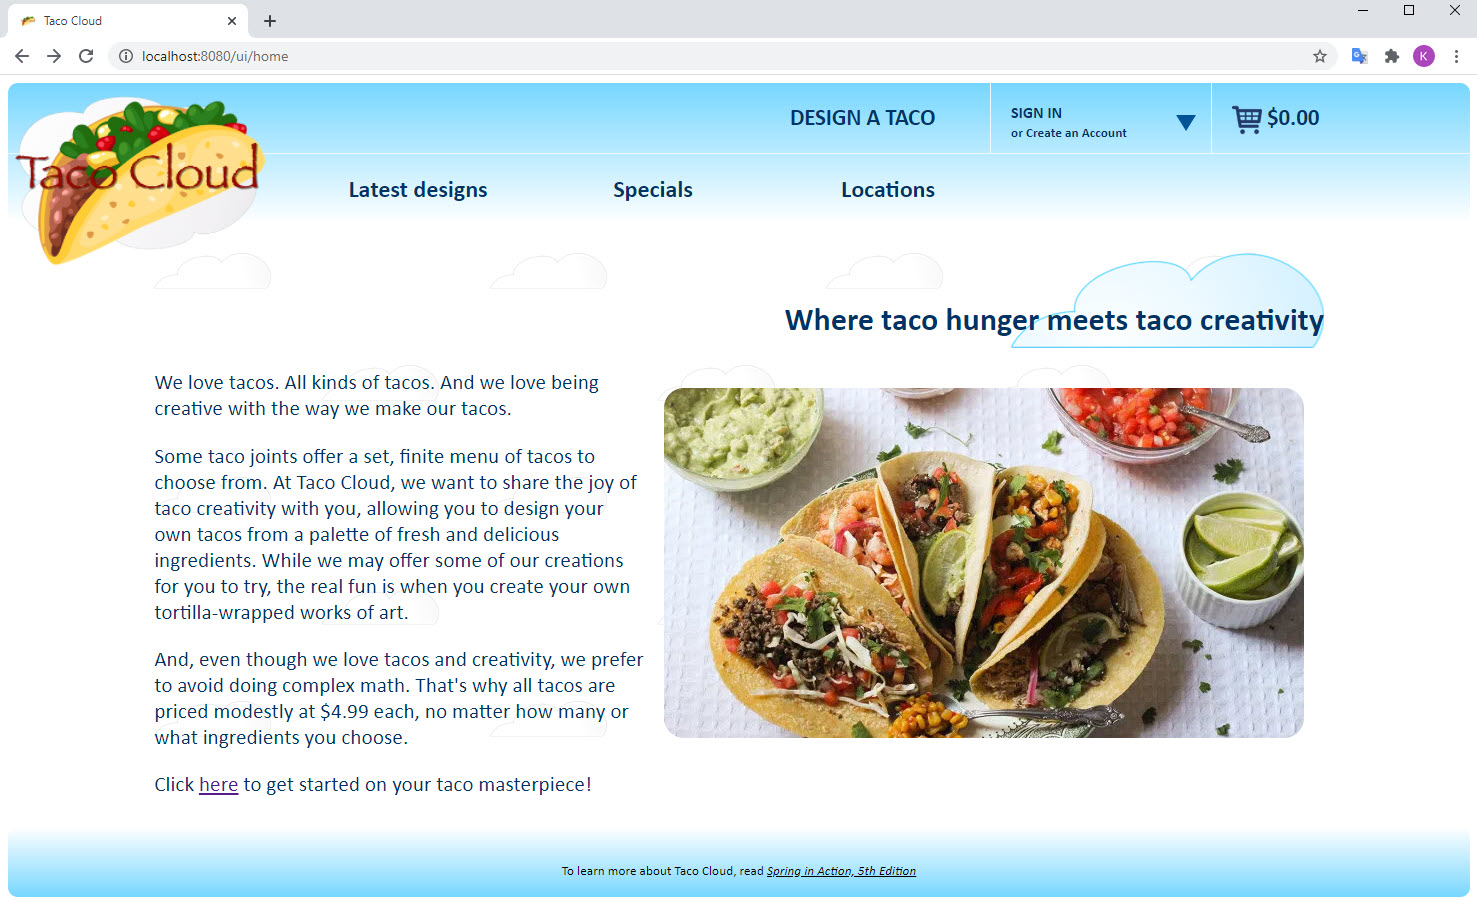 Taco Cloud
localhost:8080/ui/home
K
Taco Cloud
DESIGN A TACO
SIGN IN
or Create an Account
$0.00
Latest designs
Specials
Locations
Where taco hunger meets taco creativity
We love tacos. All kinds of tacos. And we love being
creative with the way we make our tacos.
Some taco joints offer a set, finite menu of tacos to
choose from. At Taco Cloud, we want to share the joy of
taco creativity with you, allowing you to design your
own tacos from a palette of fresh and delicious
ingredients. While we may offer some of our creations
for you to try, the real fun is when you create your own
tortilla-wrapped works of art.
And, even though we love tacos and creativity, we prefer
to avoid doing complex math. That's why all tacos are
priced modestly at $4.99 each, no matter how many or
what ingredients you choose.
Click here to get started on your taco masterpiece!
To learn more about Taco Cloud, read Spring in Action, 5th Edition